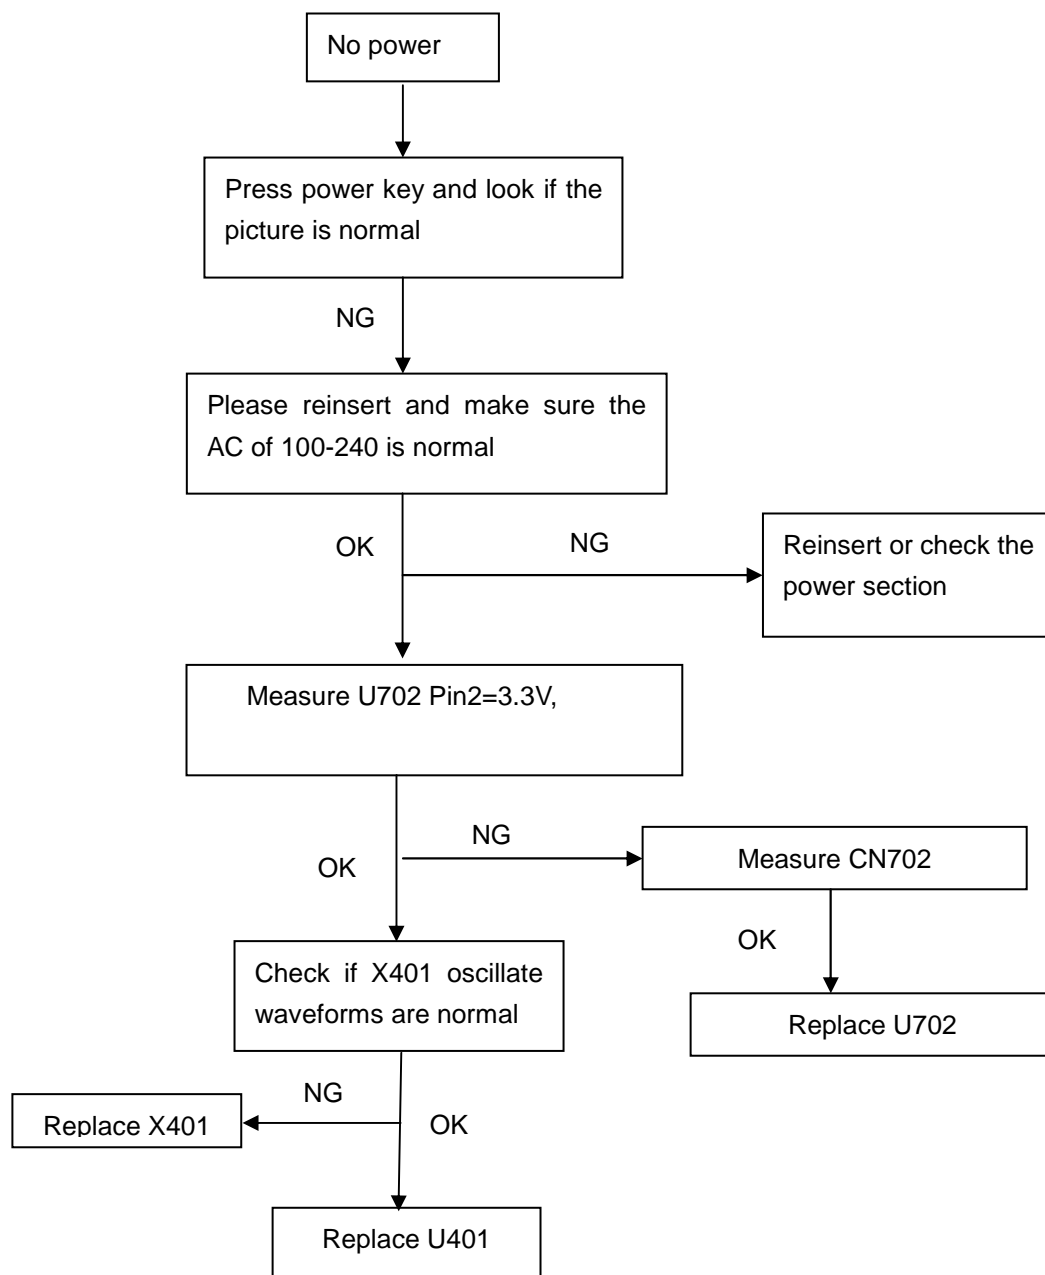 No power
Press power key and look if the
picture is normal
NG
Please reinsert and make sure the
AC of 100-240 is normal
OK
NG
Reinsert or check the
power section
Measure U702 Pin2=3.3V,
NG
OK
Measure CN702
OK
Check if X401 oscillate
waveforms are normal
Replace U702
NG
OK
Replace X401
Replace U401